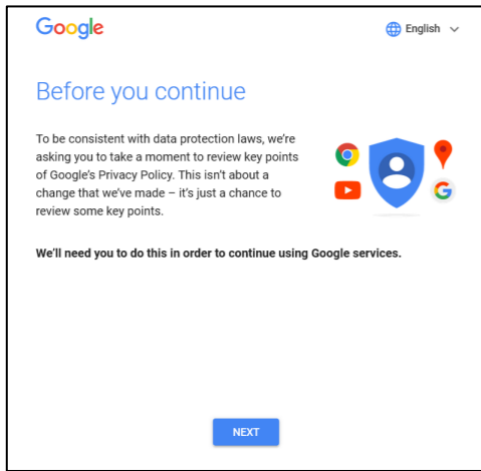 Google
English
Before you continue
To be consistent with data protection laws, we're
asking you to take a moment to review key points
of Google's Privacy Policy. This isn't about a
change that we've made – it's just a chance to
review some key points.
We'll need you to do this in order to continue using Google services.
NEXT